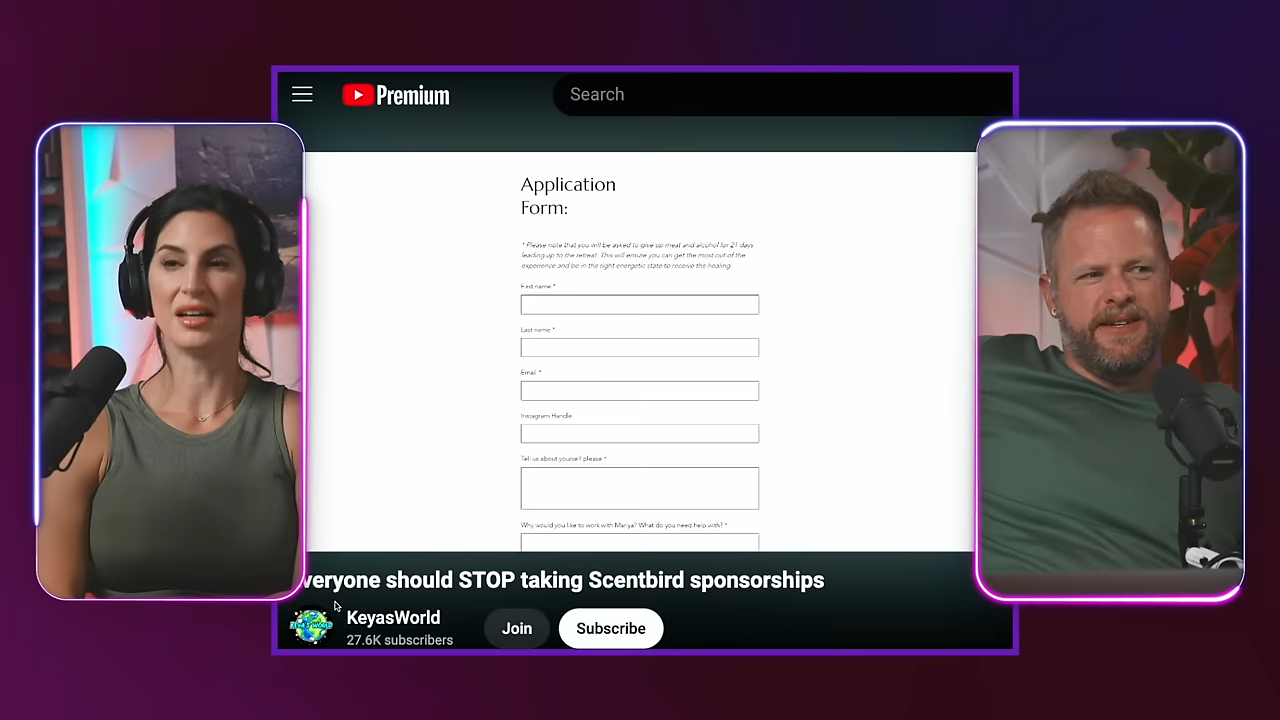 Premium
Search
Application
Form:
* Please note that you will be asked to give up meat and alcohol for 21 days
leading up to the retreat. This will ensure you can get the most out of the
experience and be in the right energetic state to receive the healing
First name *
Last name *
Email *
Instagram Handle
Tell us about yourself please *
Why would you like to work with Mariya? What do you need help with? *
veryone should STOP taking Scentbird sponsorships
KEYA'S WORLD
KeyasWorld
27.6K subscribers
Join
Subscribe